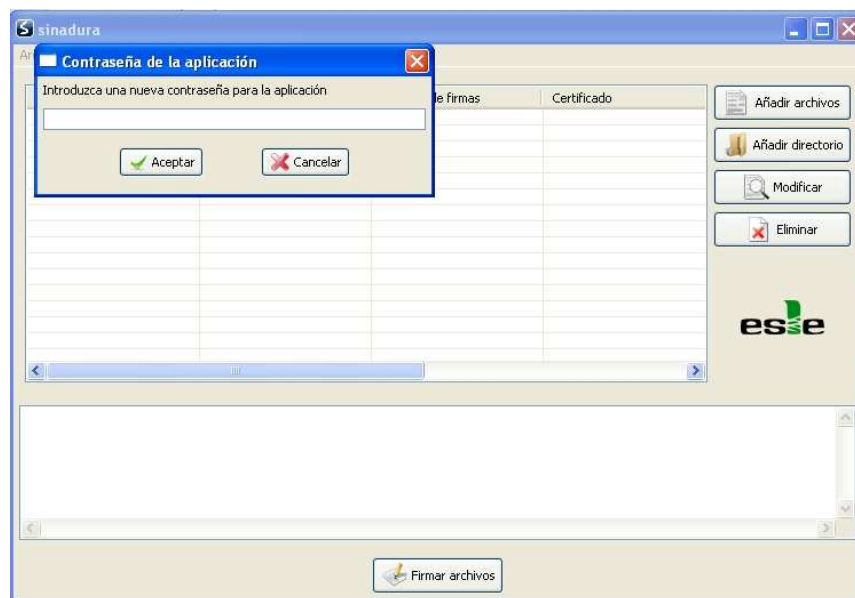 sinadura
Contraseña de la aplicación
Introduzca una nueva contraseña para la aplicación
Aceptar
Cancelar
de firmas
Certificado
Añadir archivos
Añadir directorio
Modificar
Eliminar
esle
Firmar archivos